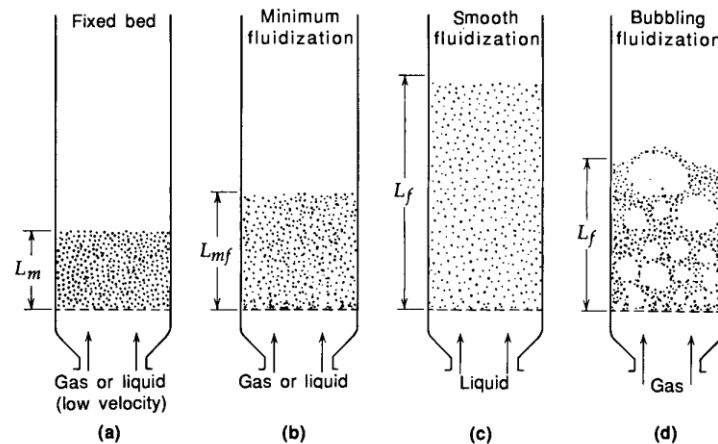 Fixed bed
Minimum
fluidization
Smooth
fluidization
Bubbling
fluidization
L_m
L_mf
L_f
L_f
Gas or liquid
(low velocity)
Gas or liquid
Liquid
Gas
(a)
(b)
(c)
(d)